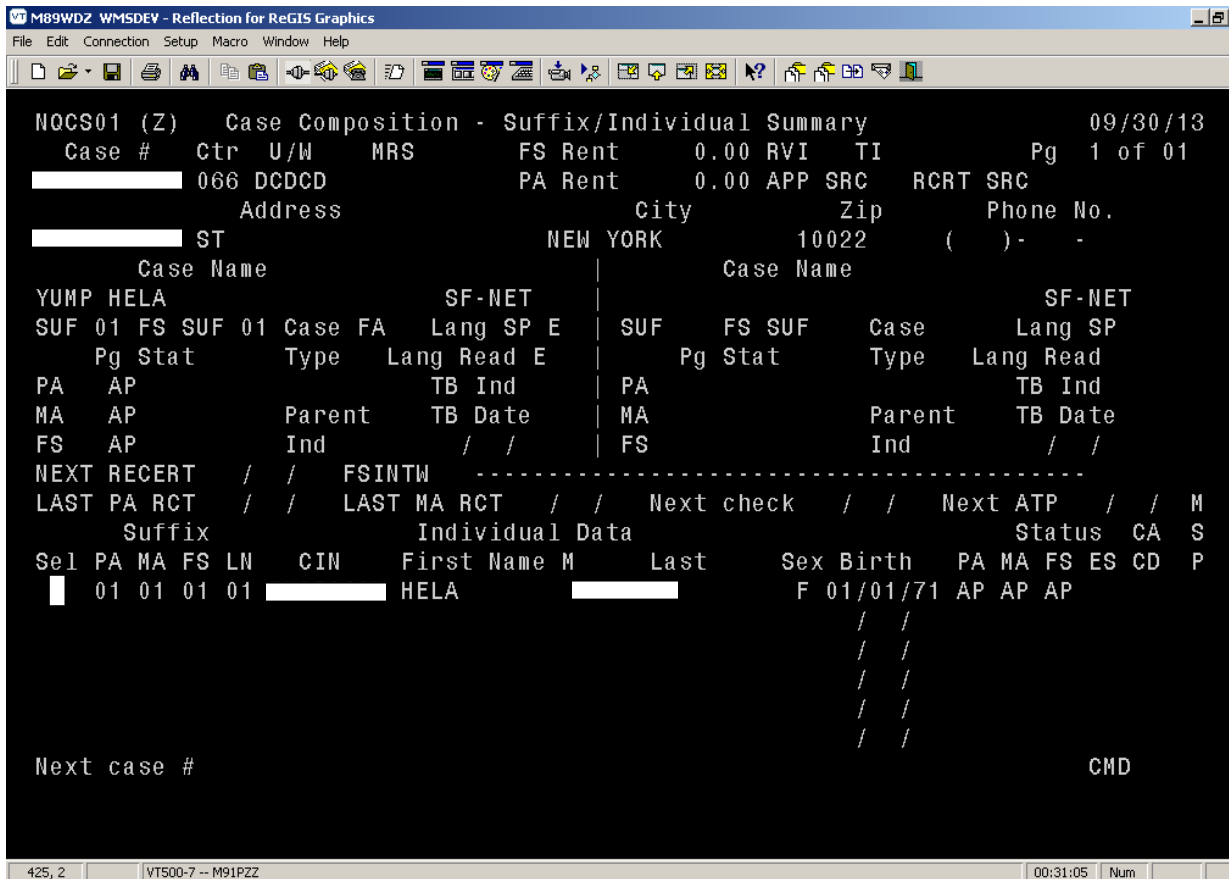 M89WDZ WMSDEV - Reflection for ReGIS Graphics
File Edit Connection Setup Macro Window Help
NQCS01 (Z) Case Composition - Suffix/Individual Summary 09/30/13
Case # Ctr U/W MRS FS Rent 0.00 RVI TI Pg 1 of 01
066 DCDCD PA Rent 0.00 APP SRC RCRT SRC
Address City Zip Phone No.
ST NEW YORK 10022 ( ) - -
Case Name | Case Name
YUMP HELA SF-NET | SF-NET
SUF 01 FS SUF 01 Case FA Lang SP E | SUF FS SUF Case Lang SP
Pg Stat Type Lang Read E | Pg Stat Type Lang Read
PA AP TB Ind | PA TB Ind
MA AP Parent TB Date | MA Parent TB Date
FS AP Ind / / | FS Ind / /
NEXT RECERT / / FSINTW ------------------------------------------
LAST PA RCT / / LAST MA RCT / / Next check / / Next ATP / / M
Suffix Individual Data Status CA S
Sel PA MA FS LN CIN First Name M Last Sex Birth PA MA FS ES CD P
01 01 01 01 HELA F 01/01/71 AP AP AP
/ /
/ /
/ /
/ /
/ /
Next case # CMD
425, 2 VT500-7 -- M91PZZ 00:31:05 Num